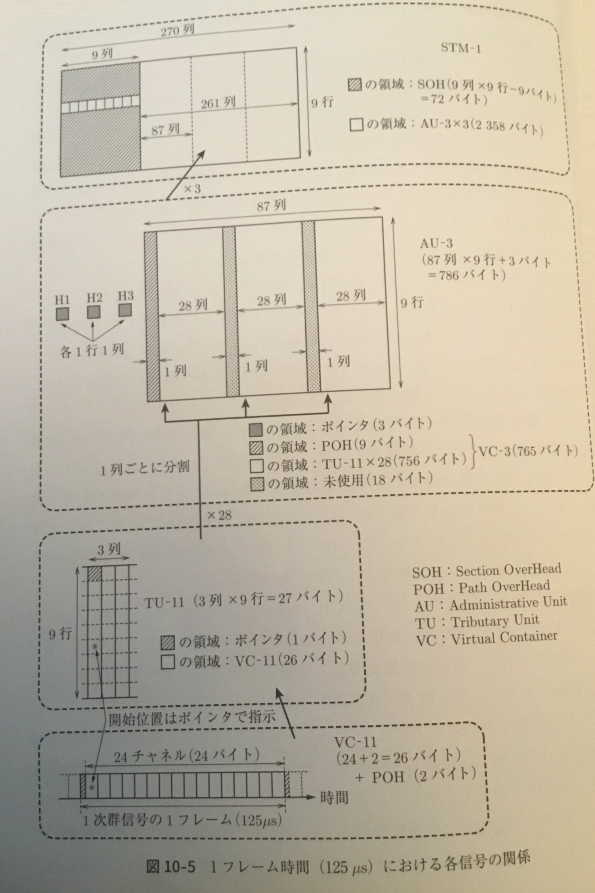 270 列
9 列
STM-1
の領域：SOH(9 列 ×9 行－9バイト)
=72 バイト)
261 列
9 行
87 列
の領域：AU-3×3(2 358 バイト)
×3
87 列
AU-3
(87 列 ×9 行＋3 バイト
=786 バイト)
H1 H2 H3
28 列 28 列 28 列
9 行
各 1 行 1 列
1 列 1 列 1 列
の領域：ポインタ(3 バイト)
の領域：POH(9 バイト)
の領域：TU-11×28(756 バイト)
VC-3(765 バイト)
の領域：未使用(18 バイト)
1列ごとに分割
×28
3 列
TU-11 (3 列 ×9 行＝27 バイト)
9 行
の領域：ポインタ(1 バイト)
の領域：VC-11(26 バイト)
*
SOH：Section OverHead
POH：Path OverHead
AU：Administrative Unit
TU：Tributary Unit
VC：Virtual Container
開始位置はポインタで指示
VC-11
(24＋2＝26 バイト)
＋ POH (2 バイト)
24 チャネル(24 バイト)
*
時間
1 次群信号の 1 フレーム(125μs)
図 10-5 1 フレーム時間 (125 μs) における各信号の関係